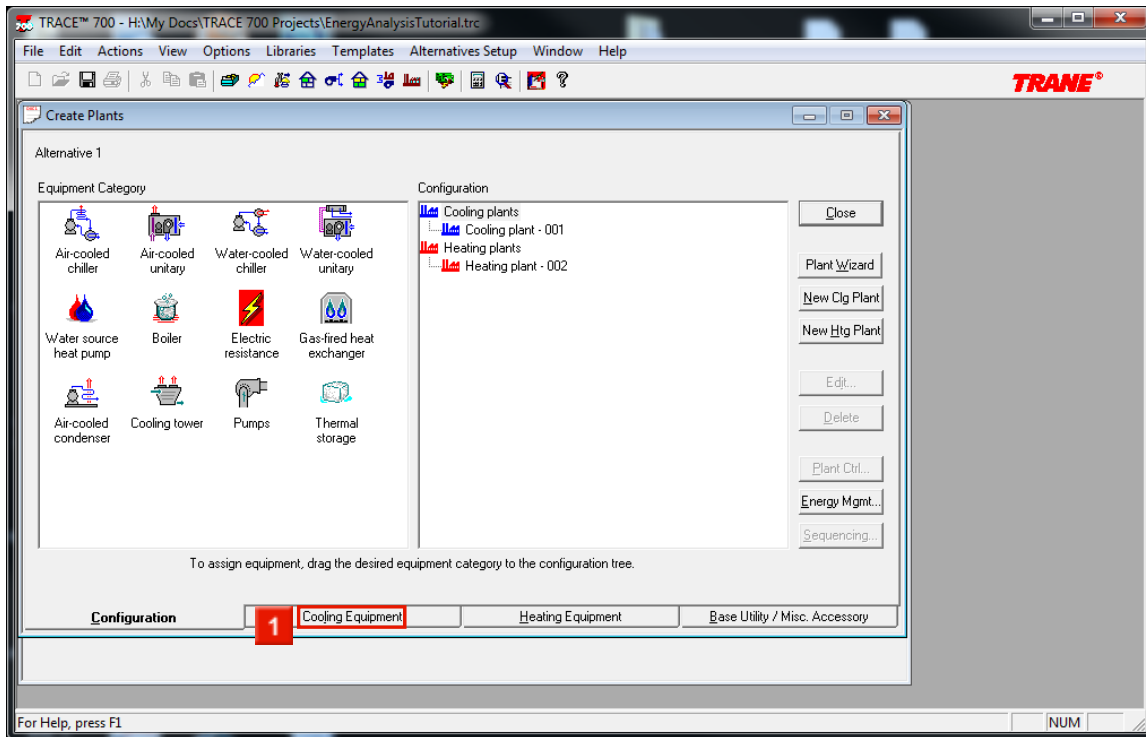 TRACE™ 700 - H:\My Docs\TRACE 700 Projects\EnergyAnalysisTutorial.trc
File Edit Actions View Options Libraries Templates Alternatives Setup Window Help
TRANE®
Create Plants
Alternative 1
Equipment Category
Configuration
Air-cooled chiller
Air-cooled unitary
Water-cooled chiller
Water-cooled unitary
Water source heat pump
Boiler
Electric resistance
Gas-fired heat exchanger
Air-cooled condenser
Cooling tower
Pumps
Thermal storage
Cooling plants
Cooling plant - 001
Heating plants
Heating plant - 002
Close
Plant Wizard
New Clg Plant
New Htg Plant
Edit...
Delete
Plant Ctrl...
Energy Mgmt...
Sequencing...
To assign equipment, drag the desired equipment category to the configuration tree.
Configuration
1
Cooling Equipment
Heating Equipment
Base Utility / Misc. Accessory
For Help, press F1
NUM